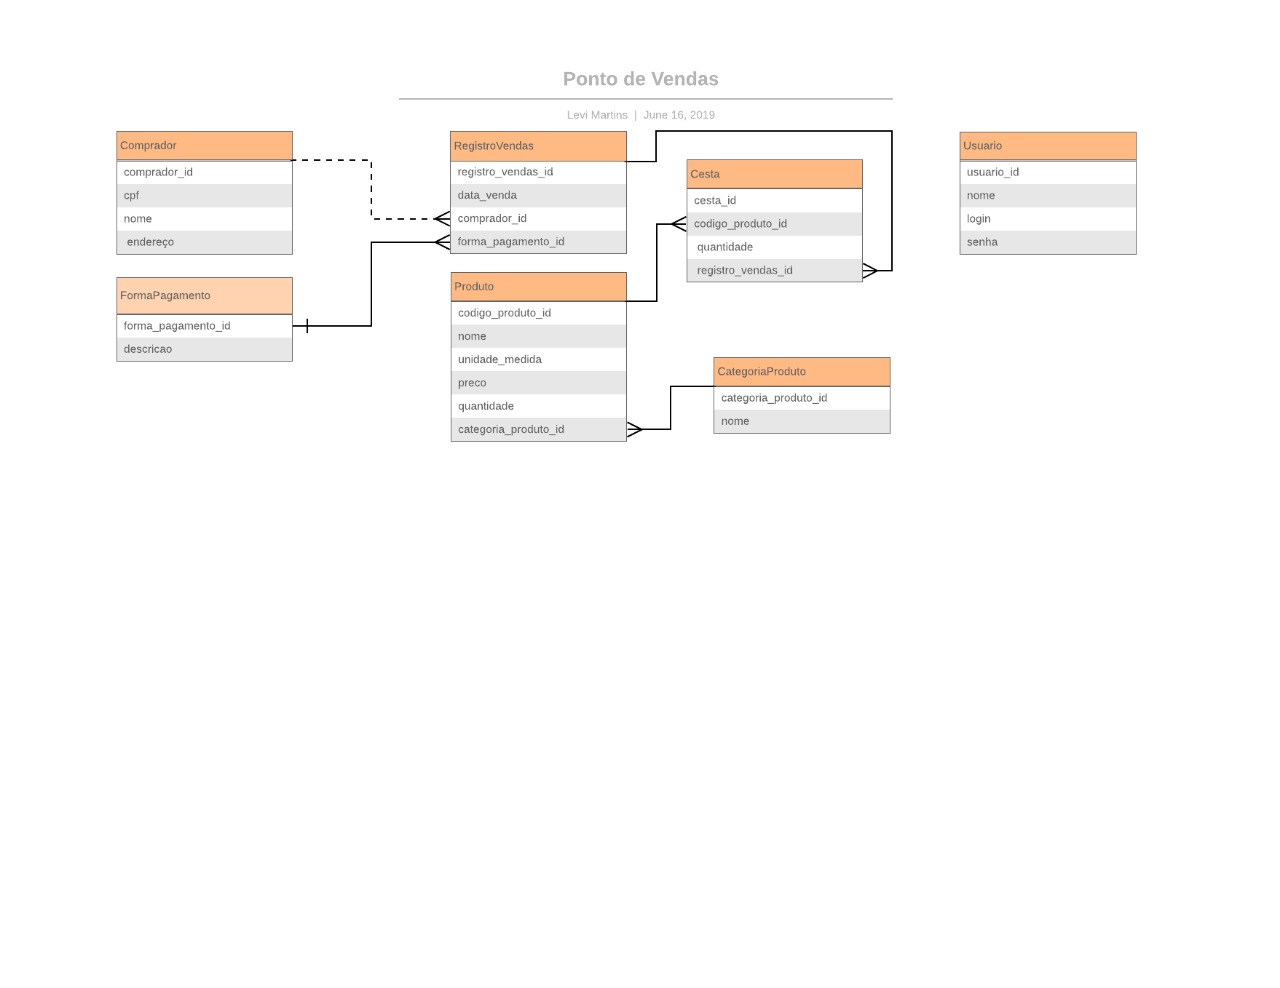 Ponto de Vendas
Levi Martins | June 16, 2019
Comprador
comprador_id
cpf
nome
endereço
FormaPagamento
forma_pagamento_id
descricao
RegistroVendas
registro_vendas_id
data_venda
comprador_id
forma_pagamento_id
Produto
codigo_produto_id
nome
unidade_medida
preco
quantidade
categoria_produto_id
Cesta
cesta_id
codigo_produto_id
quantidade
registro_vendas_id
CategoriaProduto
categoria_produto_id
nome
Usuario
usuario_id
nome
login
senha